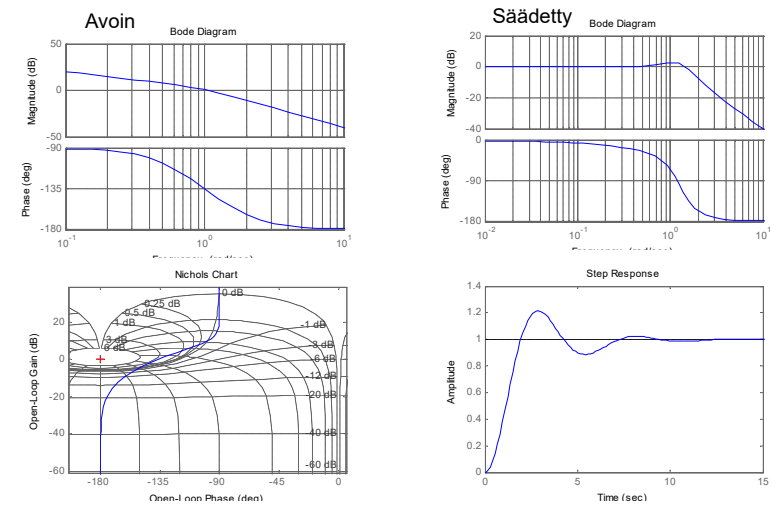 Avoin
Bode Diagram
Magnitude (dB)
50
0
-50
Phase (deg)
-90
-135
-180
10^-1
10^0
10^1
Säädetty
Bode Diagram
Magnitude (dB)
20
0
-20
-40
Phase (deg)
0
-90
-180
10^-2
10^-1
10^0
10^1
Nichols Chart
Open-Loop Gain (dB)
20
0
-20
-40
-60
0 dB
0.25 dB
0.5 dB
1 dB
3 dB
6 dB
-1 dB
-3 dB
-6 dB
-12 dB
-20 dB
-40 dB
-60 dB
-180
-135
-90
-45
0
Open-Loop Phase (deg)
Step Response
Amplitude
1.4
1.2
1
0.8
0.6
0.4
0.2
0
0
5
10
15
Time (sec)